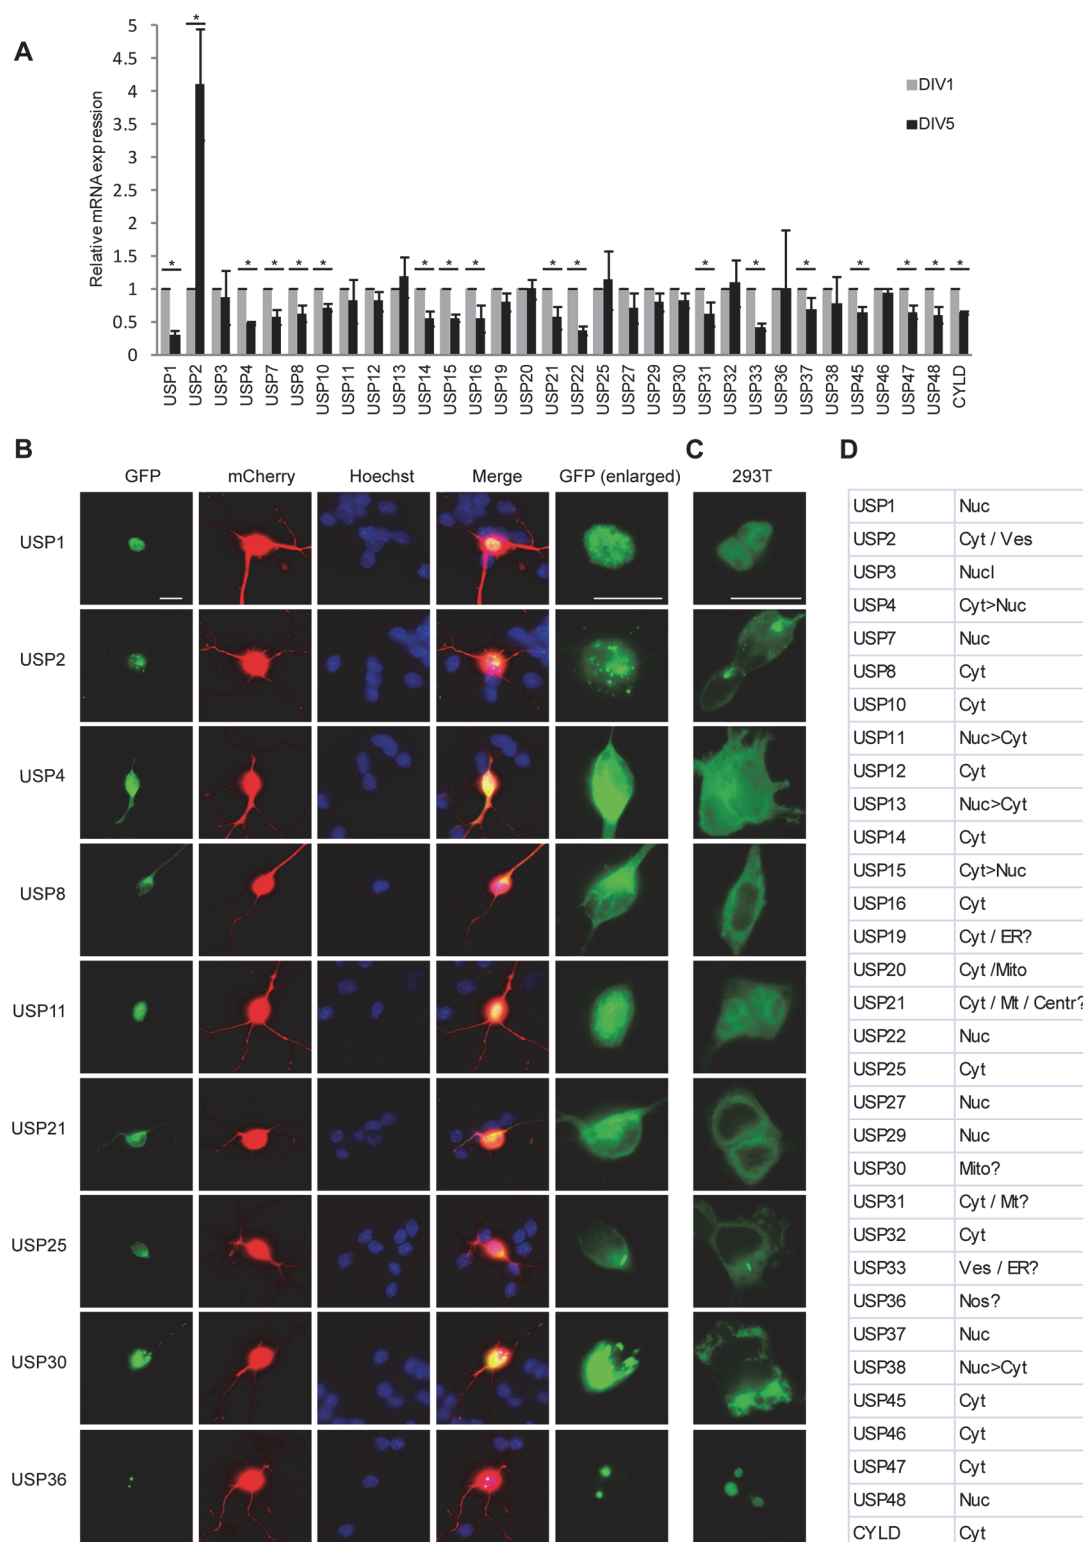 A
Relative mRNA expression
5
4.5
4
3.5
3
2.5
2
1.5
1
0.5
0
* * * * * * * * * * * * * * * * * *
DIV1
DIV5
USP1 USP2 USP3 USP4 USP7 USP8 USP10 USP11 USP12 USP13 USP14 USP15 USP16 USP19 USP20 USP21 USP22 USP25 USP27 USP29 USP30 USP31 USP32 USP33 USP36 USP37 USP38 USP45 USP46 USP47 USP48 CYLD
B
GFP mCherry Hoechst Merge GFP (enlarged)
USP1
USP2
USP4
USP8
USP11
USP21
USP25
USP30
USP36
C
293T
D
USP1 Nuc
USP2 Cyt / Ves
USP3 Nucl
USP4 Cyt>Nuc
USP7 Nuc
USP8 Cyt
USP10 Cyt
USP11 Nuc>Cyt
USP12 Cyt
USP13 Nuc>Cyt
USP14 Cyt
USP15 Cyt>Nuc
USP16 Cyt
USP19 Cyt / ER?
USP20 Cyt /Mito
USP21 Cyt / Mt / Centr?
USP22 Nuc
USP25 Cyt
USP27 Nuc
USP29 Nuc
USP30 Mito?
USP31 Cyt / Mt?
USP32 Cyt
USP33 Ves / ER?
USP36 Nos?
USP37 Nuc
USP38 Nuc>Cyt
USP45 Cyt
USP46 Cyt
USP47 Cyt
USP48 Nuc
CYLD Cyt